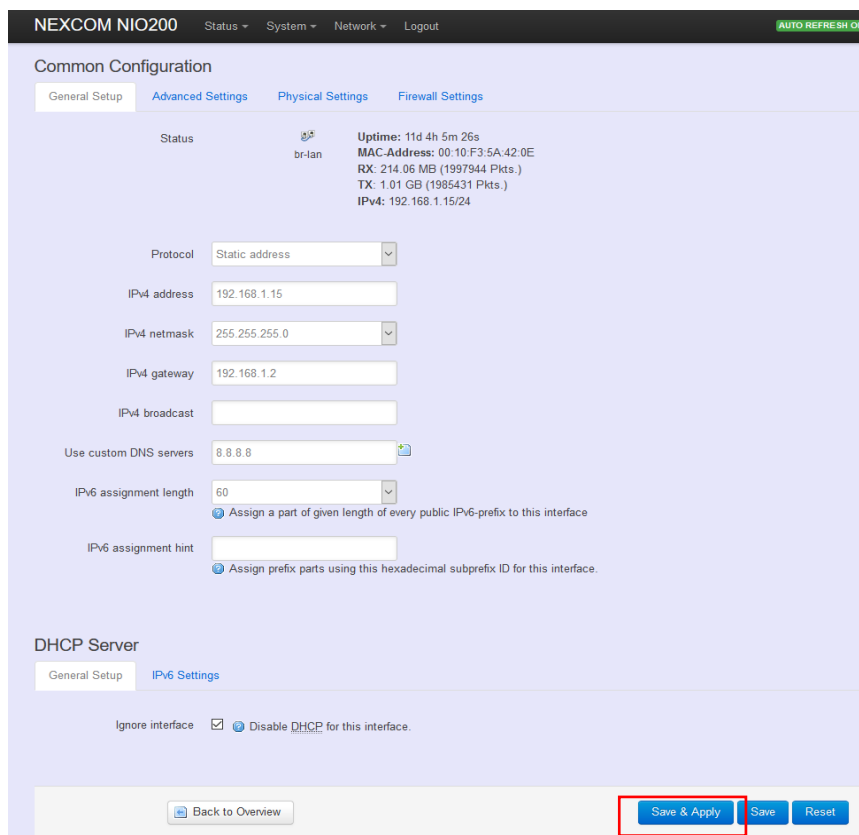 NEXCOM NIO200 Status System Network Logout AUTO REFRESH
Common Configuration
General Setup Advanced Settings Physical Settings Firewall Settings
Status
br-lan
Uptime: 11d 4h 5m 26s
MAC-Address: 00:10:F3:5A:42:0E
RX: 214.06 MB (1997944 Pkts.)
TX: 1.01 GB (1985431 Pkts.)
IPv4: 192.168.1.15/24
Protocol Static address
IPv4 address 192.168.1.15
IPv4 netmask 255.255.255.0
IPv4 gateway 192.168.1.2
IPv4 broadcast
Use custom DNS servers 8.8.8.8
IPv6 assignment length 60
Assign a part of given length of every public IPv6-prefix to this interface
IPv6 assignment hint
Assign prefix parts using this hexadecimal subprefix ID for this interface.
DHCP Server
General Setup IPv6 Settings
Ignore interface Disable DHCP for this interface.
Back to Overview Save & Apply Save Reset